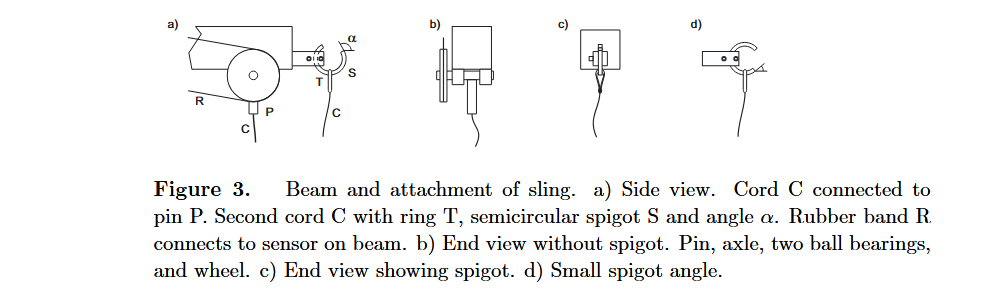 a)
b)
c)
d)
α
S
T
R
P
C
C
Figure 3. Beam and attachment of sling. a) Side view. Cord C connected to
pin P. Second cord C with ring T, semicircular spigot S and angle α. Rubber band R
connects to sensor on beam. b) End view without spigot. Pin, axle, two ball bearings,
and wheel. c) End view showing spigot. d) Small spigot angle.